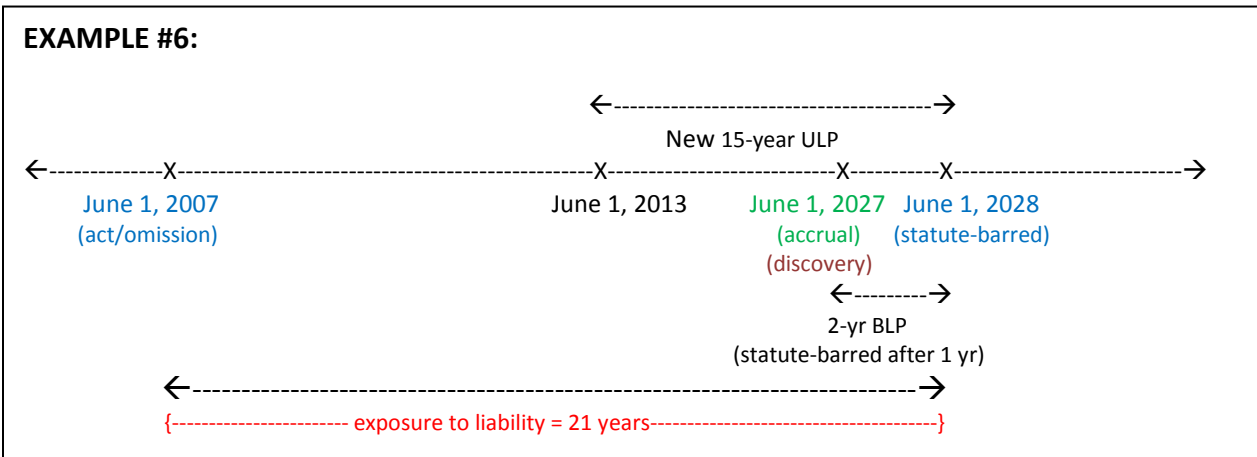 EXAMPLE #6:
←-----------------------------------→
New 15-year ULP
←--------------X----------------------------------------------------X-----------------------------X------------X----------------------------→
June 1, 2007 June 1, 2013 June 1, 2027 June 1, 2028
(act/omission) (accrual) (statute-barred)
(discovery)
←---------→
2-yr BLP
(statute-barred after 1 yr)
←------------------------------------------------------------------------------------------→
{---------------------- exposure to liability = 21 years------------------------------------}